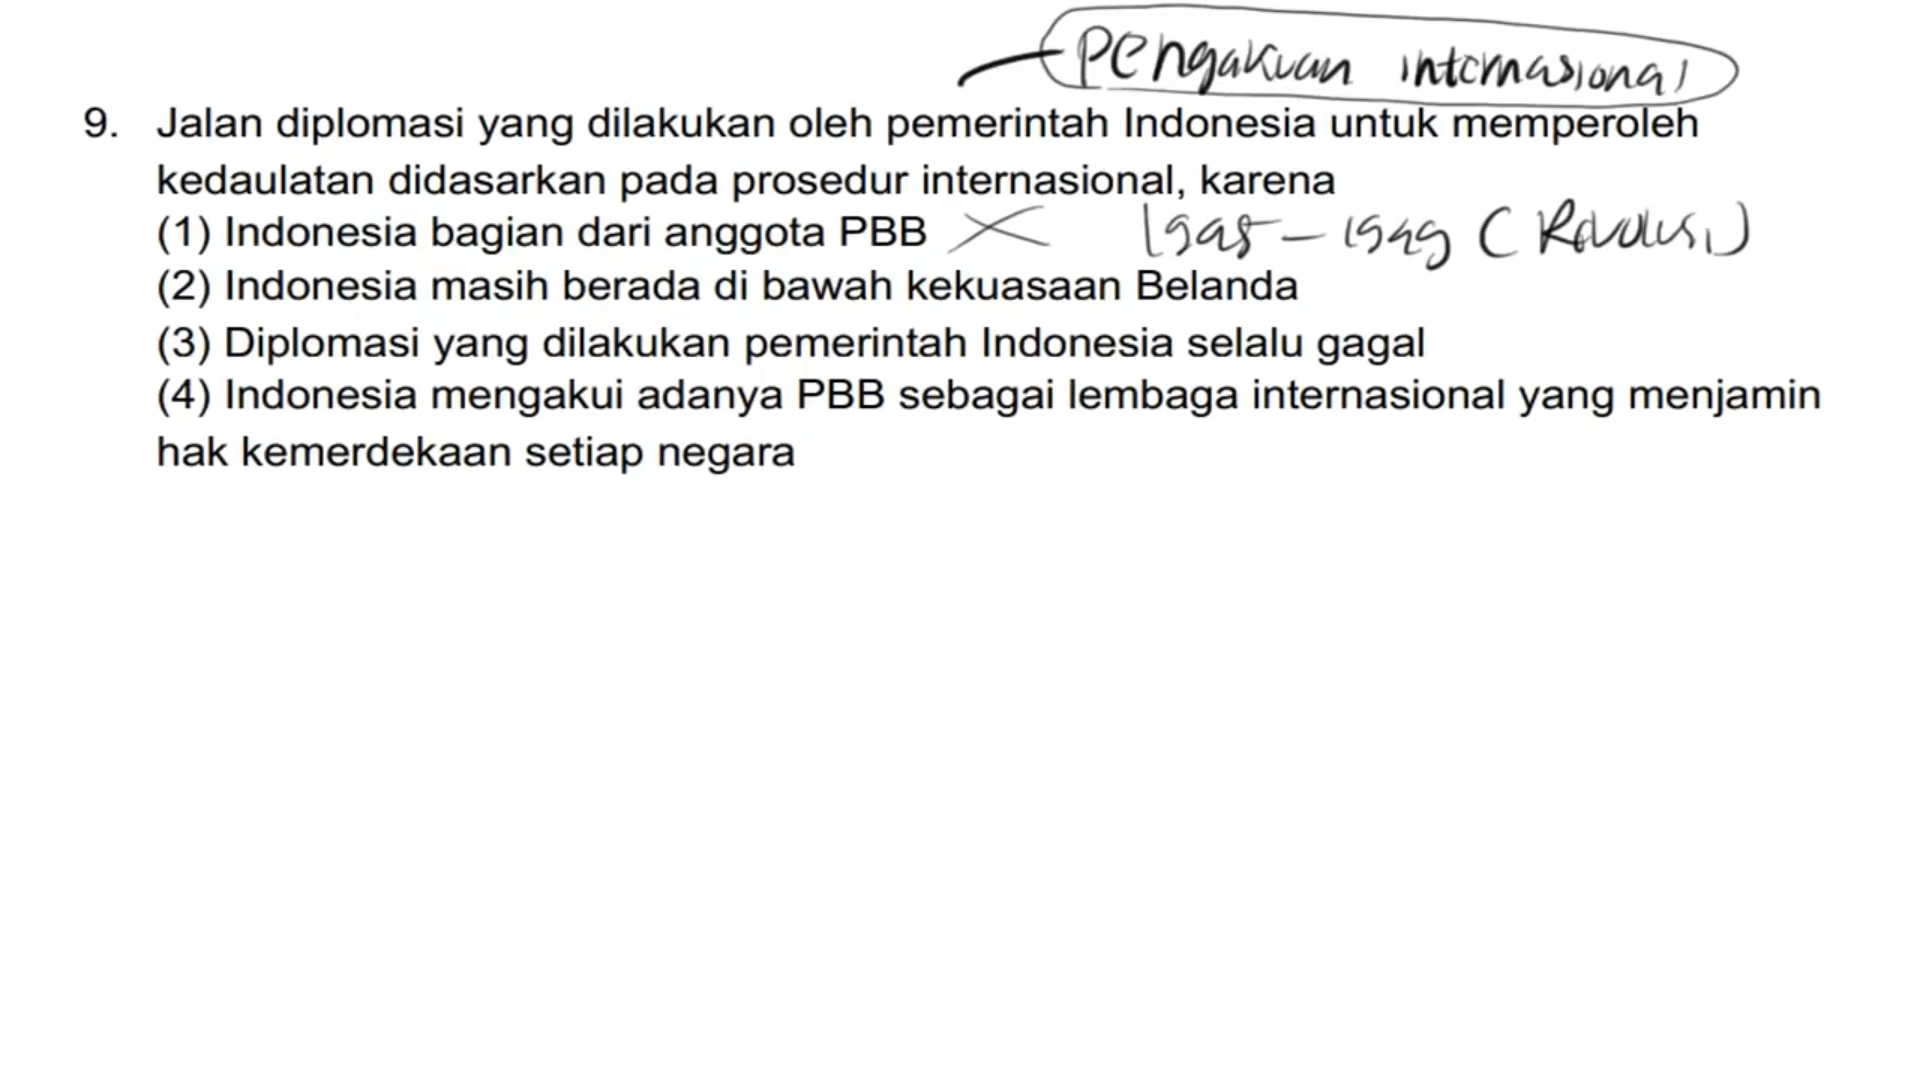 Pengakuan internasional
9. Jalan diplomasi yang dilakukan oleh pemerintah Indonesia untuk memperoleh
kedaulatan didasarkan pada prosedur internasional, karena
(1) Indonesia bagian dari anggota PBB X 1945 - 1949 (Revolusi)
(2) Indonesia masih berada di bawah kekuasaan Belanda
(3) Diplomasi yang dilakukan pemerintah Indonesia selalu gagal
(4) Indonesia mengakui adanya PBB sebagai lembaga internasional yang menjamin
hak kemerdekaan setiap negara